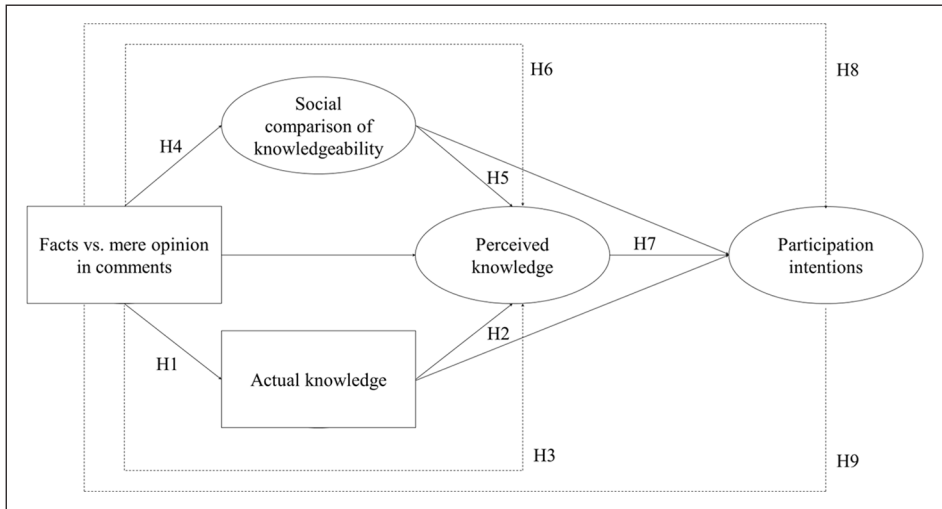 H6
H8
Social
comparison of
knowledgeability
H4
H5
Facts vs. mere opinion
in comments
Perceived
knowledge
H7
Participation
intentions
H1
H2
Actual knowledge
H3
H9